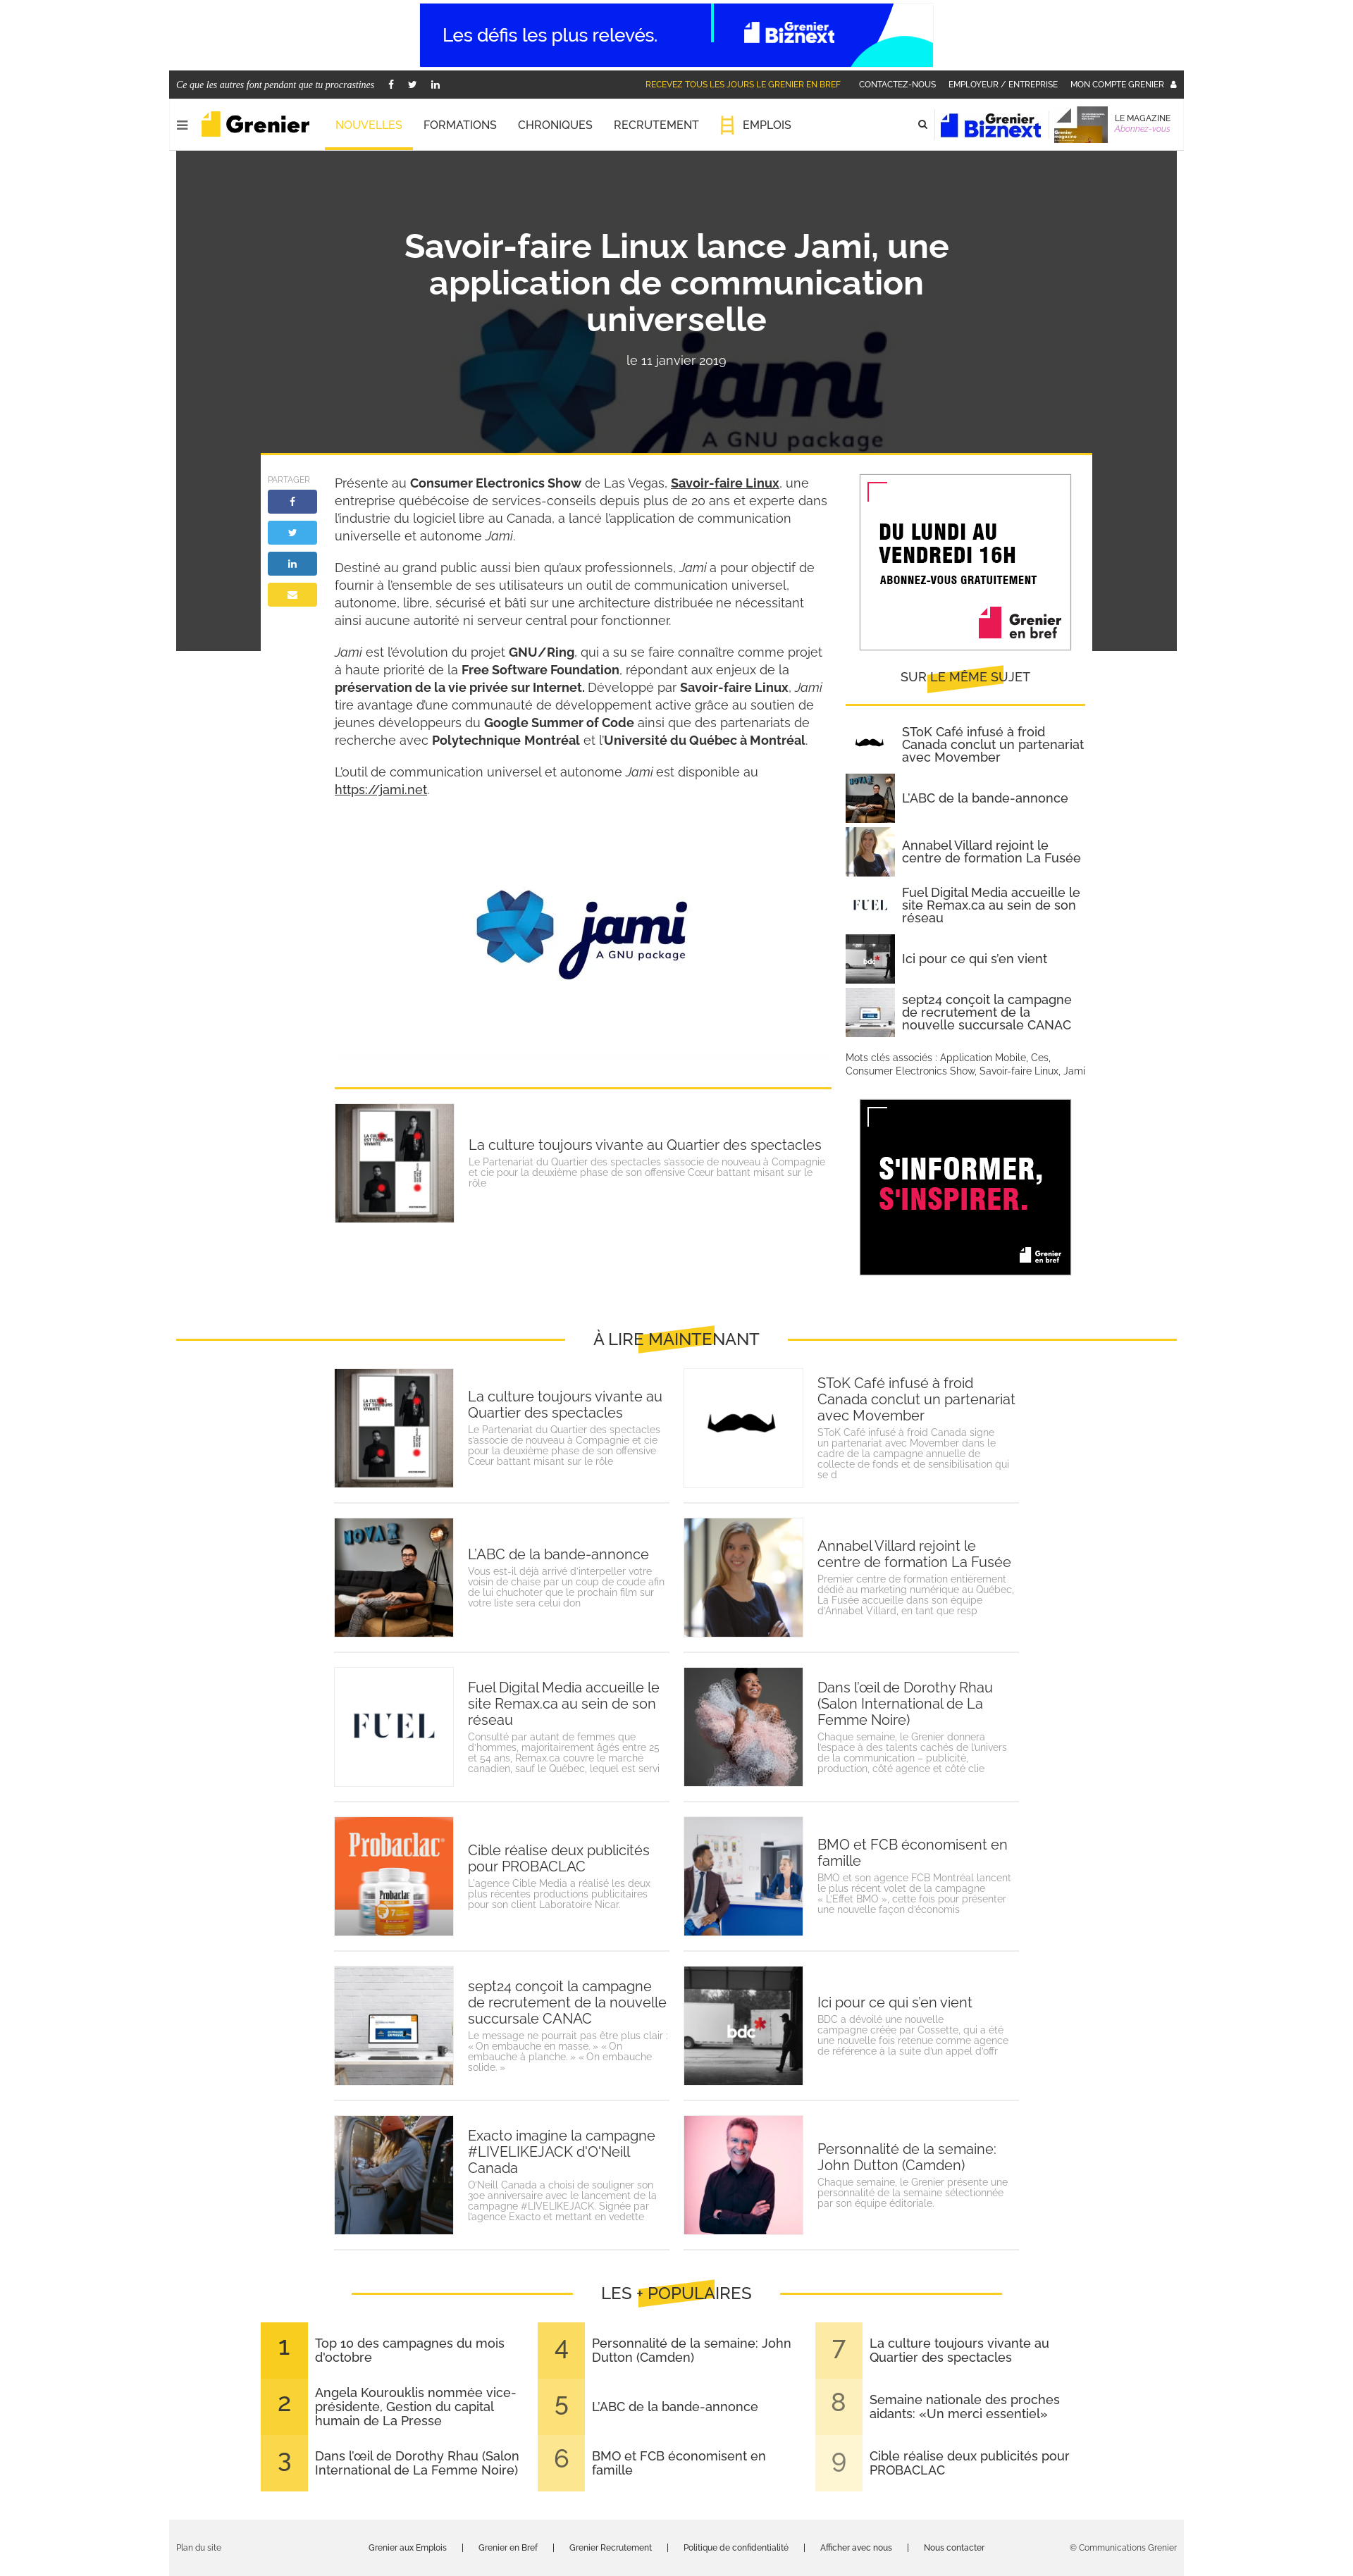 Les défis les plus relevés.
Grenier
Biznext
Ce que les autres font pendant que tu procrastines
RECEVEZ TOUS LES JOURS LE GRENIER EN BREF
CONTACTEZ-NOUS
EMPLOYEUR / ENTREPRISE
MON COMPTE GRENIER
Grenier
NOUVELLES
FORMATIONS
CHRONIQUES
RECRUTEMENT
EMPLOIS
Grenier
Biznext
LE MAGAZINE
Abonnez-vous
Savoir-faire Linux lance Jami, une
application de communication
universelle
le 11 janvier 2019
jami
A GNU package
PARTAGER
Présente au Consumer Electronics Show de Las Vegas, Savoir-faire Linux, une
entreprise québécoise de services-conseils depuis plus de 20 ans et experte dans
l'industrie du logiciel libre au Canada, a lancé l'application de communication
universelle et autonome Jami.
Destiné au grand public aussi bien qu'aux professionnels, Jami a pour objectif de
fournir à l'ensemble de ses utilisateurs un outil de communication universel,
autonome, libre, sécurisé et bâti sur une architecture distribuée ne nécessitant
ainsi aucune autorité ni serveur central pour fonctionner.
Jami est l'évolution du projet GNU/Ring, qui a su se faire connaître comme projet
à haute priorité de la Free Software Foundation, répondant aux enjeux de la
préservation de la vie privée sur Internet. Développé par Savoir-faire Linux, Jami
tire avantage d'une communauté de développement active grâce au soutien de
jeunes développeurs du Google Summer of Code ainsi que des partenariats de
recherche avec Polytechnique Montréal et l'Université du Québec à Montréal.
L'outil de communication universel et autonome Jami est disponible au
https://jami.net.
jami
A GNU package
DU LUNDI AU
VENDREDI 16H
ABONNEZ-VOUS GRATUITEMENT
Grenier
en bref
SUR LE MÊME SUJET
SToK Café infusé à froid
Canada conclut un partenariat
avec Movember
L'ABC de la bande-annonce
Annabel Villard rejoint le
centre de formation La Fusée
FUEL
Fuel Digital Media accueille le
site Remax.ca au sein de son
réseau
bdc
Ici pour ce qui s'en vient
sept24 conçoit la campagne
de recrutement de la
nouvelle succursale CANAC
Mots clés associés : Application Mobile, Ces,
Consumer Electronics Show, Savoir-faire Linux, Jami
S'INFORMER,
S'INSPIRER.
Grenier
en bref
La culture toujours vivante au Quartier des spectacles
Le Partenariat du Quartier des spectacles s'associe de nouveau à Compagnie
et cie pour la deuxième phase de son offensive Cœur battant misant sur le
rôle
À LIRE MAINTENANT
La culture toujours vivante au
Quartier des spectacles
Le Partenariat du Quartier des spectacles
s'associe de nouveau à Compagnie et cie
pour la deuxième phase de son offensive
Cœur battant misant sur le rôle
SToK Café infusé à froid
Canada conclut un partenariat
avec Movember
SToK Café infusé à froid Canada signe
un partenariat avec Movember dans le
cadre de la campagne annuelle de
collecte de fonds et de sensibilisation qui
se d
NOVA
L'ABC de la bande-annonce
Vous est-il déjà arrivé d'interpeller votre
voisin de chaise par un coup de coude afin
de lui chuchoter que le prochain film sur
votre liste sera celui don
Annabel Villard rejoint le
centre de formation La Fusée
Premier centre de formation entièrement
dédié au marketing numérique au Québec,
La Fusée accueille dans son équipe
d'Annabel Villard, en tant que resp
FUEL
Fuel Digital Media accueille le
site Remax.ca au sein de son
réseau
Consulté par autant de femmes que
d'hommes, majoritairement âgés entre 25
et 54 ans, Remax.ca couvre le marché
canadien, sauf le Québec, lequel est servi
Dans l'œil de Dorothy Rhau
(Salon International de La
Femme Noire)
Chaque semaine, le Grenier donnera
l'espace à des talents cachés de l'univers
de la communication – publicité,
production, côté agence et côté clie
Probaclac
Probaclac
Cible réalise deux publicités
pour PROBACLAC
L'agence Cible Media a réalisé les deux
plus récentes productions publicitaires
pour son client Laboratoire Nicar.
BMO et FCB économisent en
famille
BMO et son agence FCB Montréal lancent
le plus récent volet de la campagne
« L'Effet BMO », cette fois pour présenter
une nouvelle façon d'économis
sept24 conçoit la campagne
de recrutement de la nouvelle
succursale CANAC
Le message ne pourrait pas être plus clair :
« On embauche en masse. » « On
embauche à planche. » « On embauche
solide. »
bdc
Ici pour ce qui s'en vient
BDC a dévoilé une nouvelle
campagne créée par Cossette, qui a été
une nouvelle fois retenue comme agence
de référence à la suite d'un appel d'offr
Exacto imagine la campagne
#LIVELIKEJACK d'O'Neill
Canada
O'Neill Canada a choisi de souligner son
30e anniversaire avec le lancement de la
campagne #LIVELIKEJACK. Signée par
l'agence Exacto et mettant en vedette
Personnalité de la semaine:
John Dutton (Camden)
Chaque semaine, le Grenier présente une
personnalité de la semaine sélectionnée
par son équipe éditoriale.
LES + POPULAIRES
1
Top 10 des campagnes du mois
d'octobre
2
Angela Kourouklis nommée vice-
présidente, Gestion du capital
humain de La Presse
3
Dans l'œil de Dorothy Rhau (Salon
International de La Femme Noire)
4
Personnalité de la semaine: John
Dutton (Camden)
5
L'ABC de la bande-annonce
6
BMO et FCB économisent en
famille
7
La culture toujours vivante au
Quartier des spectacles
8
Semaine nationale des proches
aidants: «Un merci essentiel»
9
Cible réalise deux publicités pour
PROBACLAC
Plan du site
Grenier aux Emplois | Grenier en Bref | Grenier Recrutement | Politique de confidentialité | Afficher avec nous | Nous contacter
© Communications Grenier